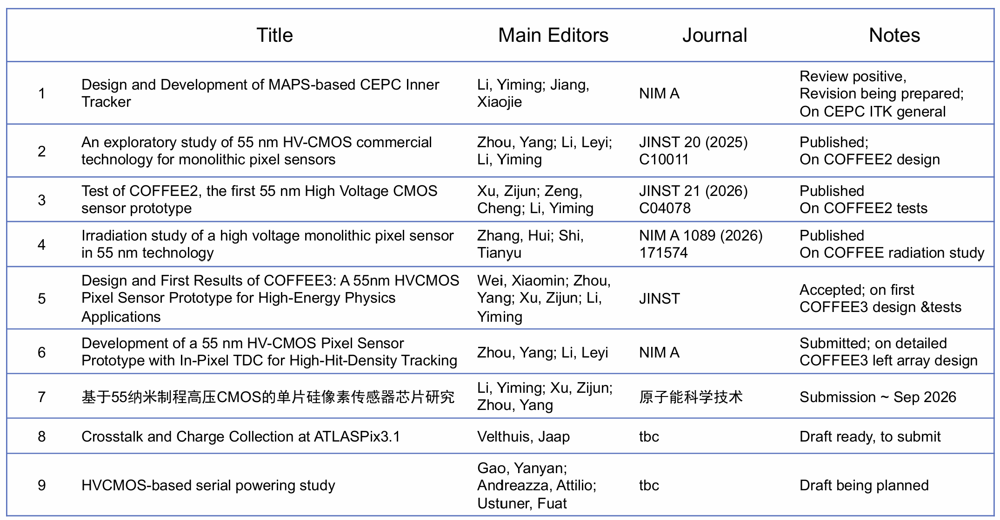 Title Main Editors Journal Notes
1
Design and Development of MAPS-based CEPC Inner
Tracker
Li, Yiming; Jiang,
Xiaojie
NIM A
Review positive,
Revision being prepared;
On CEPC ITK general
2
An exploratory study of 55 nm HV-CMOS commercial
technology for monolithic pixel sensors
Zhou, Yang; Li, Leyi;
Li, Yiming
JINST 20 (2025)
C10011
Published;
On COFFEE2 design
3
Test of COFFEE2, the first 55 nm High Voltage CMOS
sensor prototype
Xu, Zijun; Zeng,
Cheng; Li, Yiming
JINST 21 (2026)
C04078
Published
On COFFEE2 tests
4
Irradiation study of a high voltage monolithic pixel sensor
in 55 nm technology
Zhang, Hui; Shi,
Tianyu
NIM A 1089 (2026)
171574
Published
On COFFEE radiation study
5
Design and First Results of COFFEE3: A 55nm HVCMOS
Pixel Sensor Prototype for High-Energy Physics
Applications
Wei, Xiaomin; Zhou,
Yang; Xu, Zijun; Li,
Yiming
JINST
Accepted; on first
COFFEE3 design &tests
6
Development of a 55 nm HV-CMOS Pixel Sensor
Prototype with In-Pixel TDC for High-Hit-Density Tracking
Zhou, Yang; Li, Leyi
NIM A
Submitted; on detailed
COFFEE3 left array design
7
基于55纳米制程高压CMOS的单片硅像素传感器芯片研究
Li, Yiming; Xu, Zijun;
Zhou, Yang
原子能科学技术
Submission ~ Sep 2026
8
Crosstalk and Charge Collection at ATLASPix3.1
Velthuis, Jaap
tbc
Draft ready, to submit
9
HVCMOS-based serial powering study
Gao, Yanyan;
Andreazza, Attilio;
Ustuner, Fuat
tbc
Draft being planned